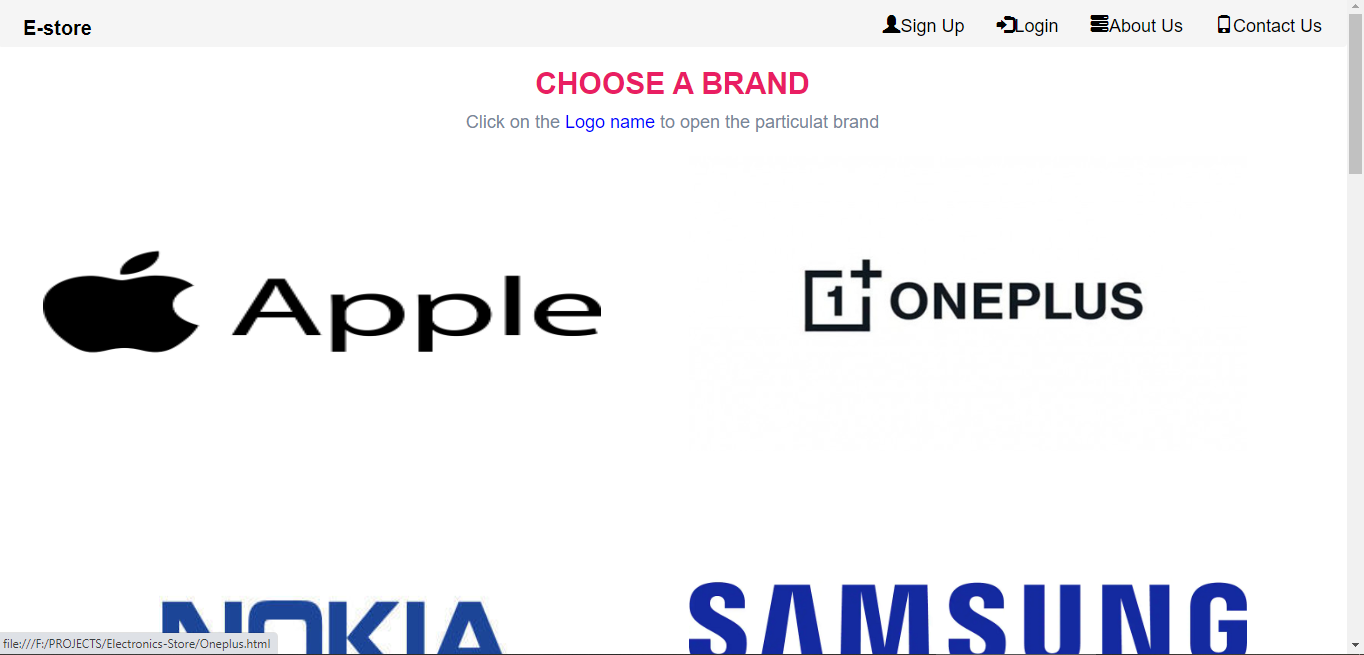 E-store
Sign Up Login About Us Contact Us
CHOOSE A BRAND
Click on the Logo name to open the particulat brand
Apple
1+ ONEPLUS
NOKIA
SAMSUNG
file:///F:/PROJECTS/Electronics-Store/Oneplus.html